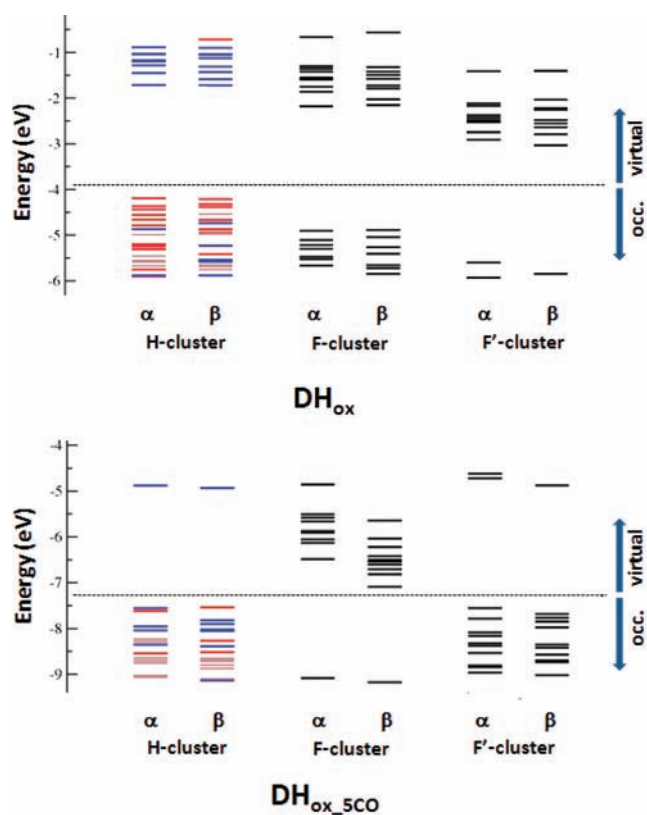 Energy (eV)
-1
-2
-3
-4
-5
-6
virtual
occ.
α β α β α β
H-cluster F-cluster F'-cluster
DHox
Energy (eV)
-4
-5
-6
-7
-8
-9
virtual
occ.
α β α β α β
H-cluster F-cluster F'-cluster
DHox_5CO